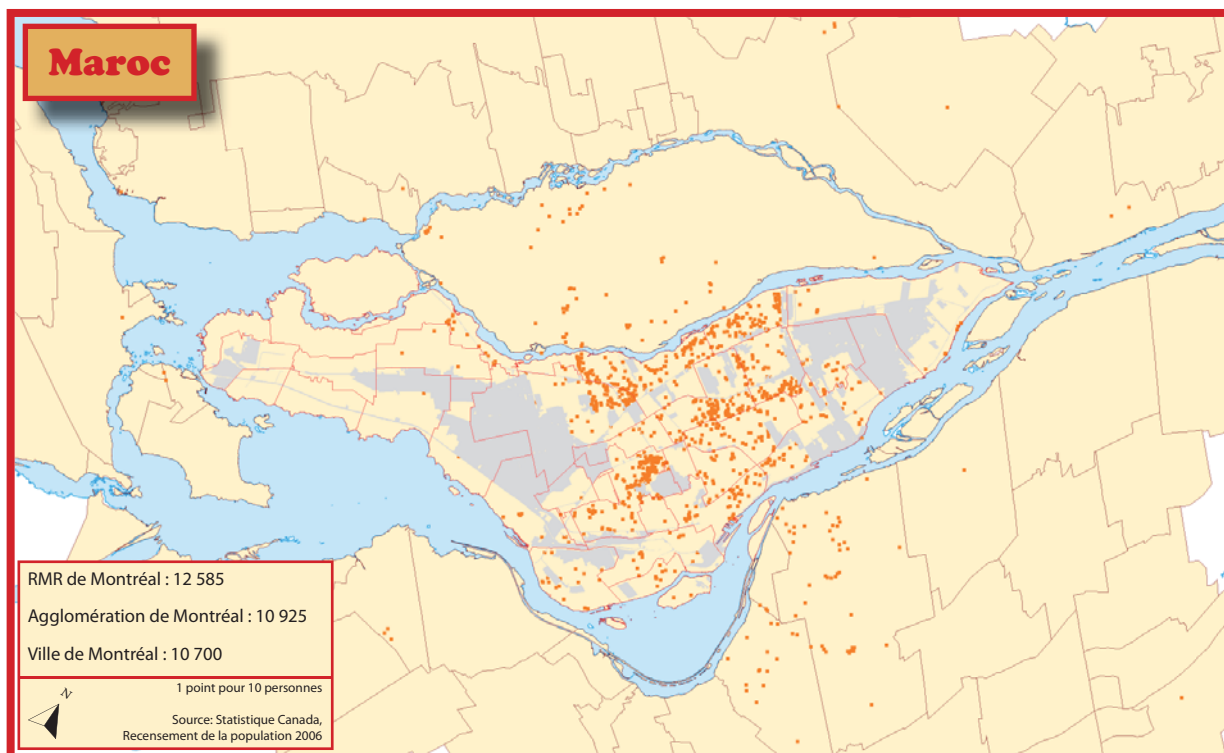 Maroc
RMR de Montréal : 12 585
Agglomération de Montréal : 10 925
Ville de Montréal : 10 700
N
1 point pour 10 personnes
Source: Statistique Canada,
Recensement de la population 2006